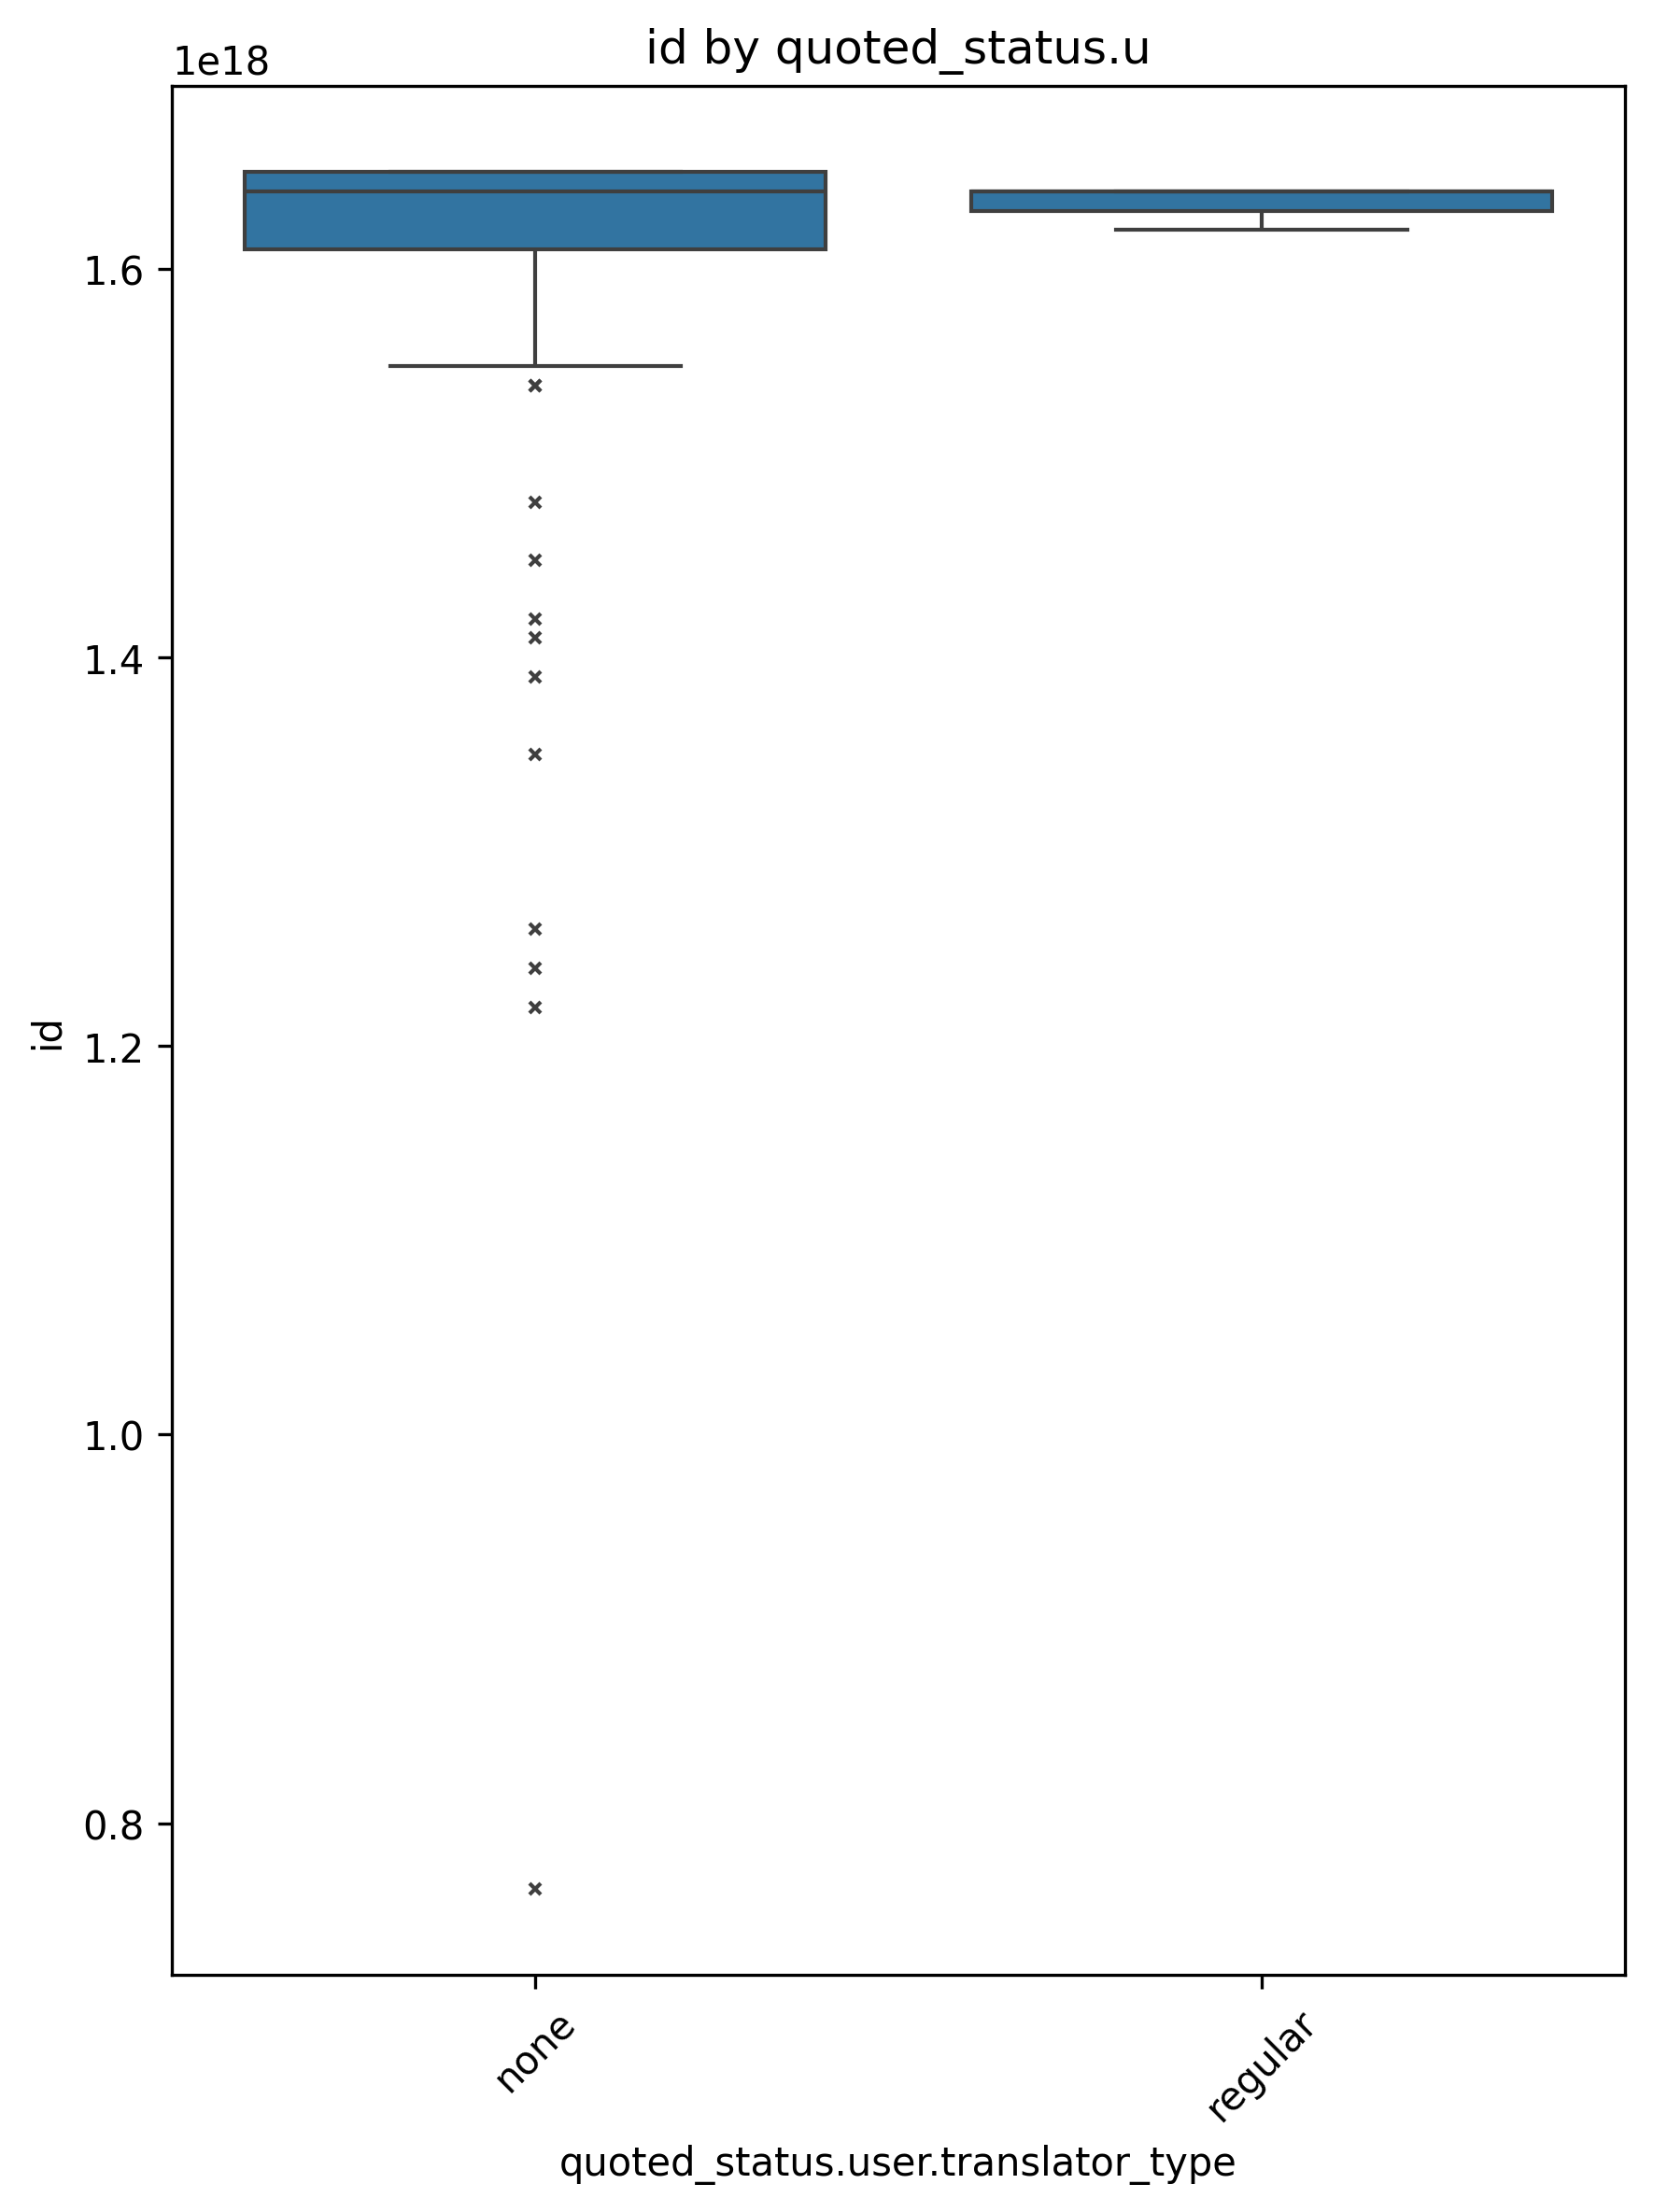 id by quoted_status.u
1e18
1.6
1.4
1.2
1.0
0.8
id
none
regular
quoted_status.user.translator_type